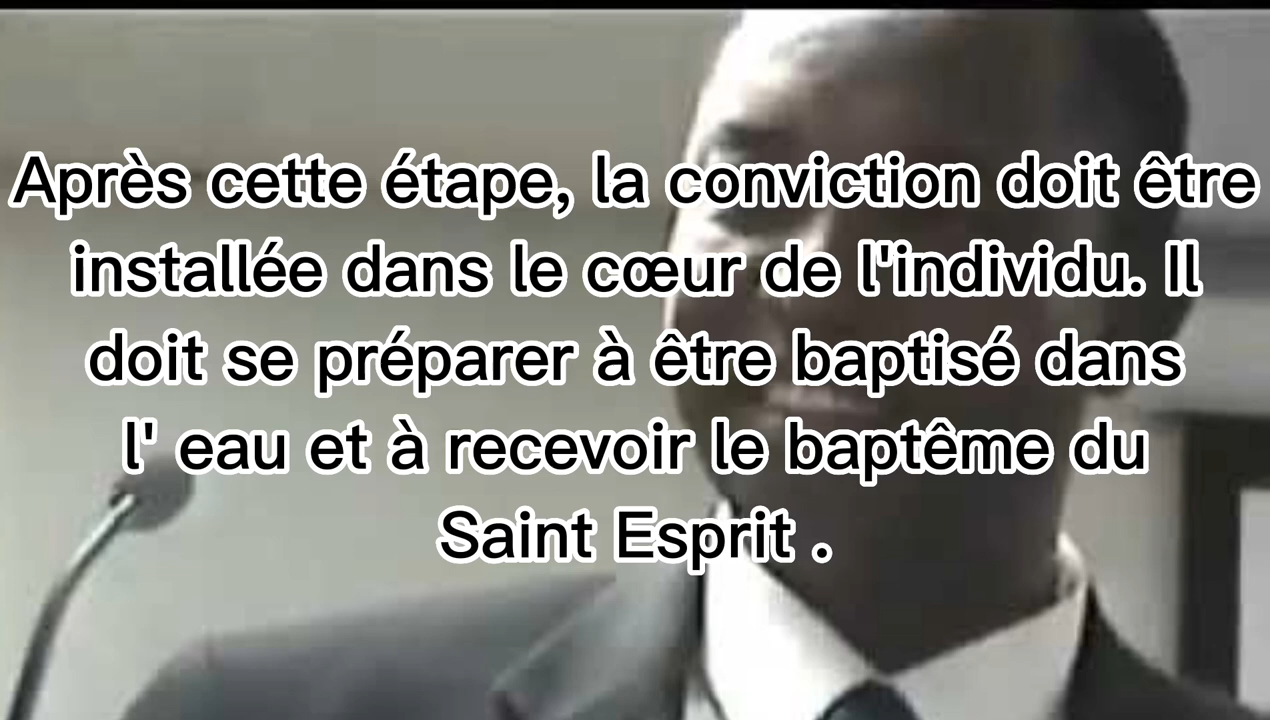 Après cette étape, la conviction doit être
installée dans le cœur de l'individu. Il
doit se préparer à être baptisé dans
l' eau et à recevoir le baptême du
Saint Esprit .